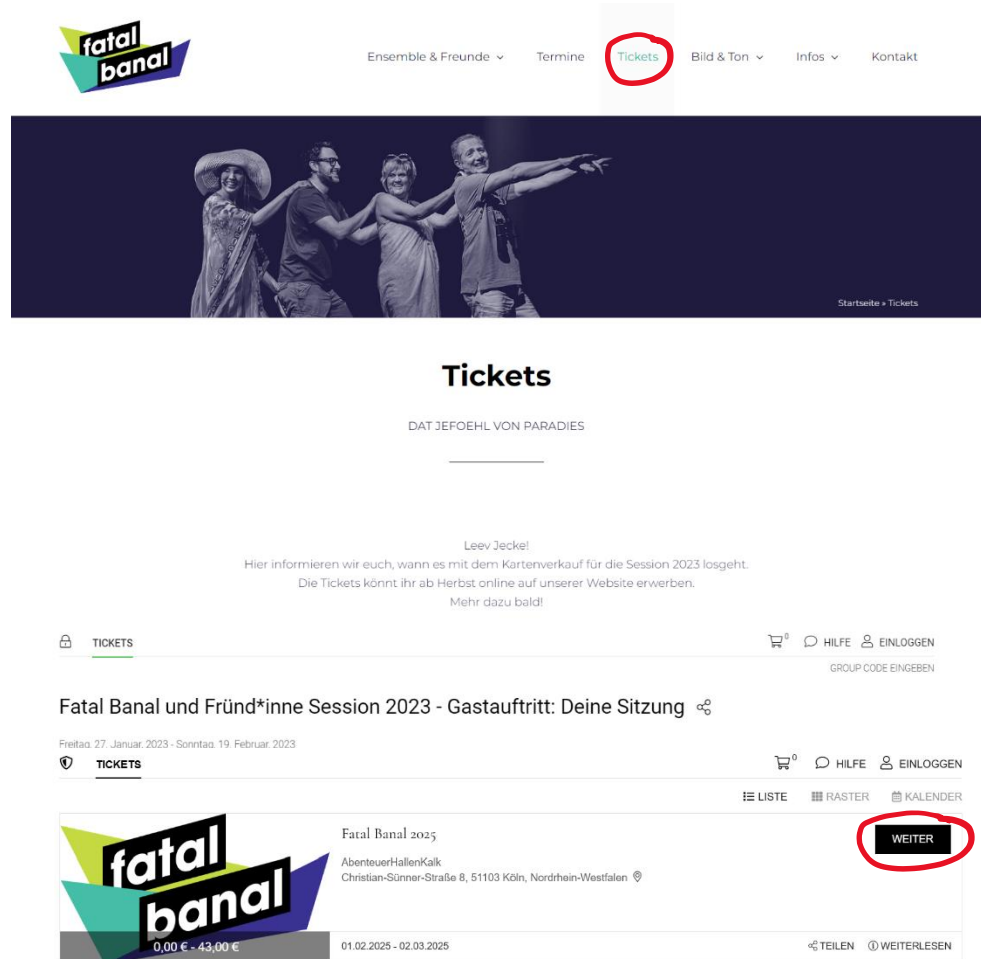 fatal
banal
Ensemble & Freunde
Termine
Tickets
Bild & Ton
Infos
Kontakt
Startseite » Tickets
Tickets
DAT JEFOEHL VON PARADIES
Leev Jecke!
Hier informieren wir euch, wann es mit dem Kartenverkauf für die Session 2023 losgeht.
Die Tickets könnt ihr ab Herbst online auf unserer Website erwerben.
Mehr dazu bald!
TICKETS
0
HILFE
EINLOGGEN
GROUP CODE EINGEBEN
Fatal Banal und Fründ*inne Session 2023 - Gastauftritt: Deine Sitzung
Freitag, 27. Januar, 2023 - Sonntag, 19. Februar, 2023
TICKETS
0
HILFE
EINLOGGEN
LISTE
RASTER
KALENDER
fatal
banal
0,00 € - 43,00 €
Fatal Banal 2025
WEITER
AbenteuerHallenKalk
Christian-Sünner-Straße 8, 51103 Köln, Nordrhein-Westfalen
01.02.2025 - 02.03.2025
TEILEN
WEITERLESEN